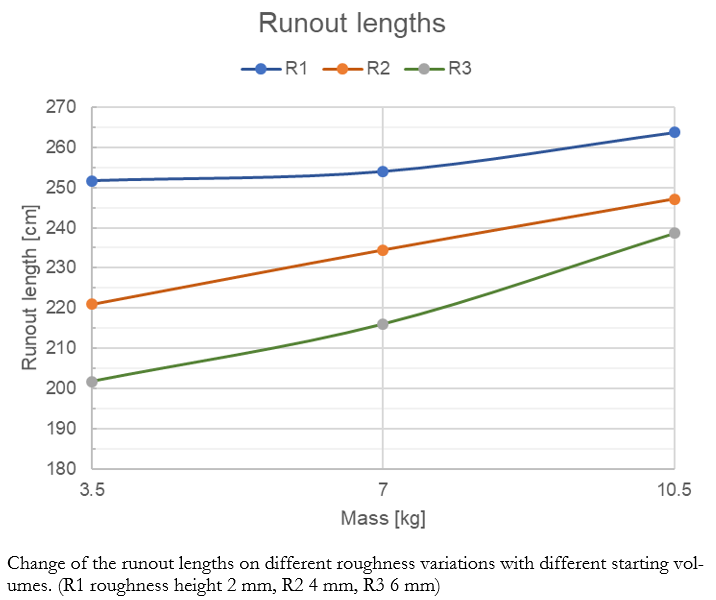 Runout lengths
R1 R2 R3
270
260
250
240
230
220
210
200
190
180
Runout length [cm]
3.5 7 10.5
Mass [kg]
Change of the runout lengths on different roughness variations with different starting vol-
umes. (R1 roughness height 2 mm, R2 4 mm, R3 6 mm)